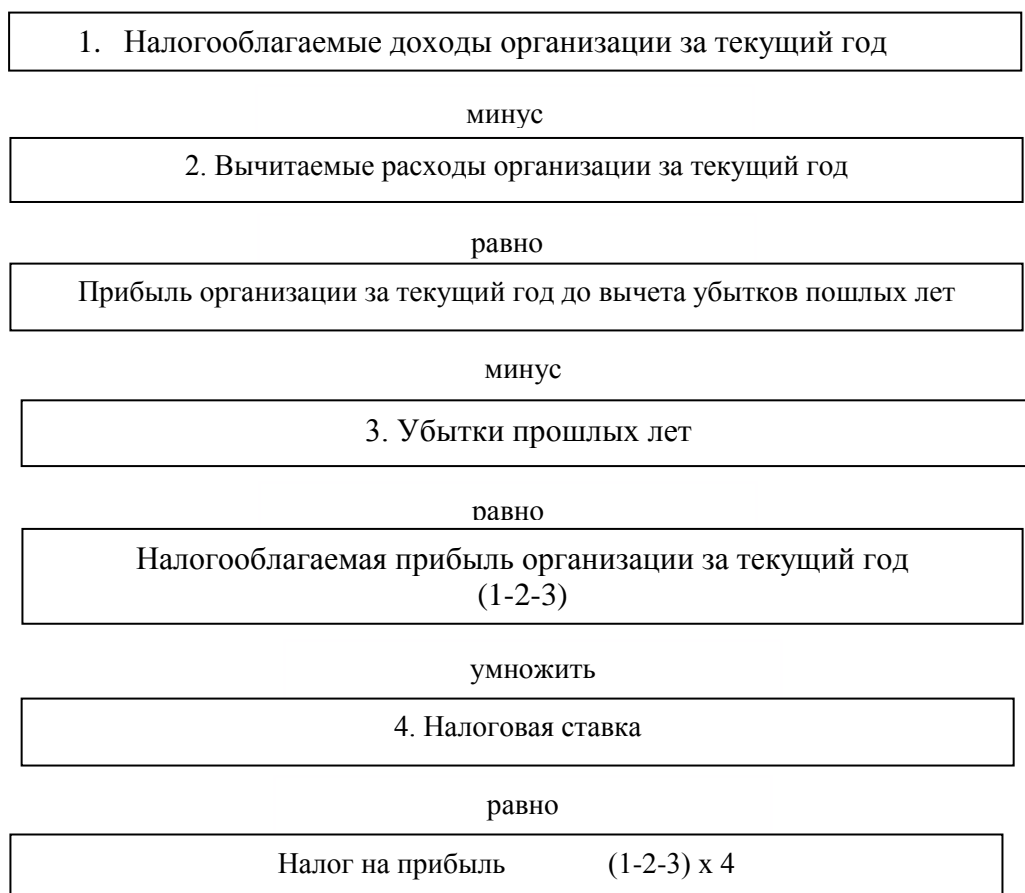 1. Налогооблагаемые доходы организации за текущий год
минус
2. Вычитаемые расходы организации за текущий год
равно
Прибыль организации за текущий год до вычета убытков пошлых лет
минус
3. Убытки прошлых лет
равно
Налогооблагаемая прибыль организации за текущий год
(1-2-3)
умножить
4. Налоговая ставка
равно
Налог на прибыль (1-2-3) x 4